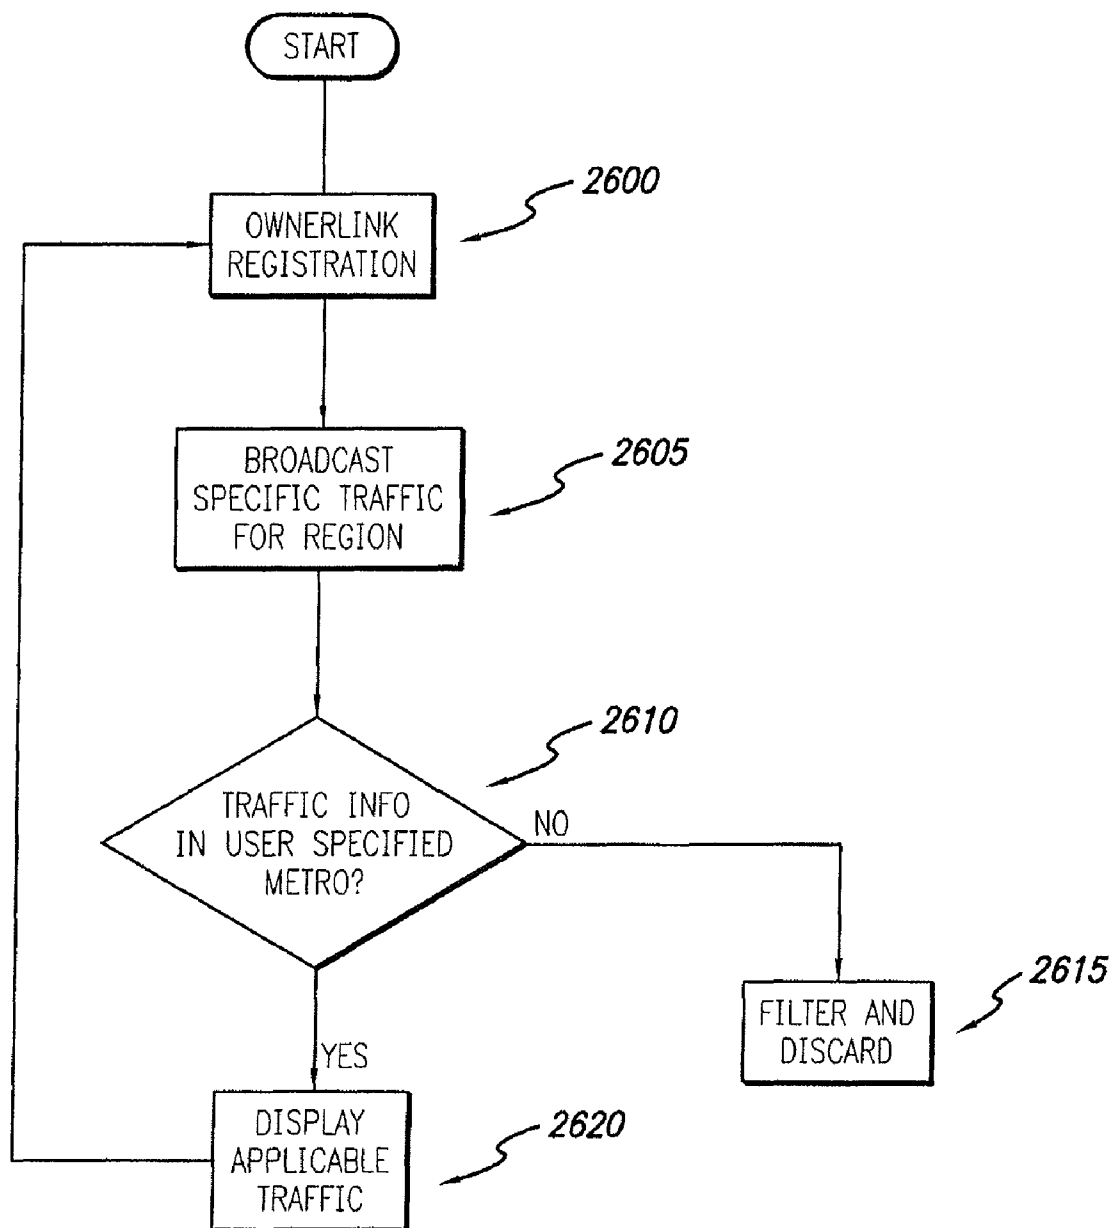 START
2600
OWNERLINK
REGISTRATION
2605
BROADCAST
SPECIFIC TRAFFIC
FOR REGION
2610
TRAFFIC INFO
IN USER SPECIFIED
METRO?
NO
2615
FILTER AND
DISCARD
YES
2620
DISPLAY
APPLICABLE
TRAFFIC